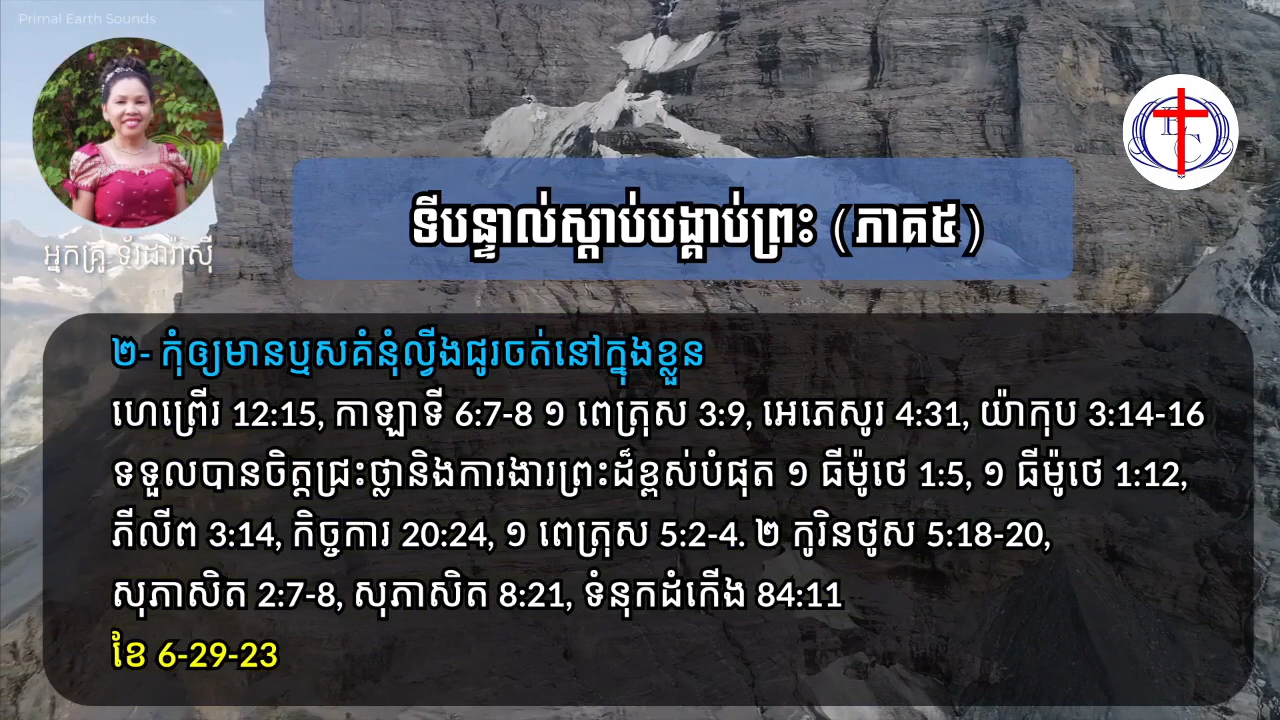 Primal Earth Sounds
អ្នកគ្រូ ទ័រដារ៉ាស៊ី
ទីបន្ទាល់ស្តាប់បង្គាប់ព្រះ (ភាគ៥)
២- កុំឲ្យមានឬសគំនុំល្វីងជូរចត់នៅក្នុងខ្លួន
ហេព្រើរ 12:15, កាឡាទី 6:7-8 ១ ពេត្រុស 3:9, អេភេសូរ 4:31, យ៉ាកុប 3:14-16
ទទួលបានចិត្តជ្រះថ្លានិងការងារព្រះដ៏ខ្ពស់បំផុត ១ ធីម៉ូថេ 1:5, ១ ធីម៉ូថេ 1:12,
ភីលីព 3:14, កិច្ចការ 20:24, ១ ពេត្រុស 5:2-4. ២ កូរិនថូស 5:18-20,
សុភាសិត 2:7-8, សុភាសិត 8:21, ទំនុកដំកើង 84:11
ខែ 6-29-23